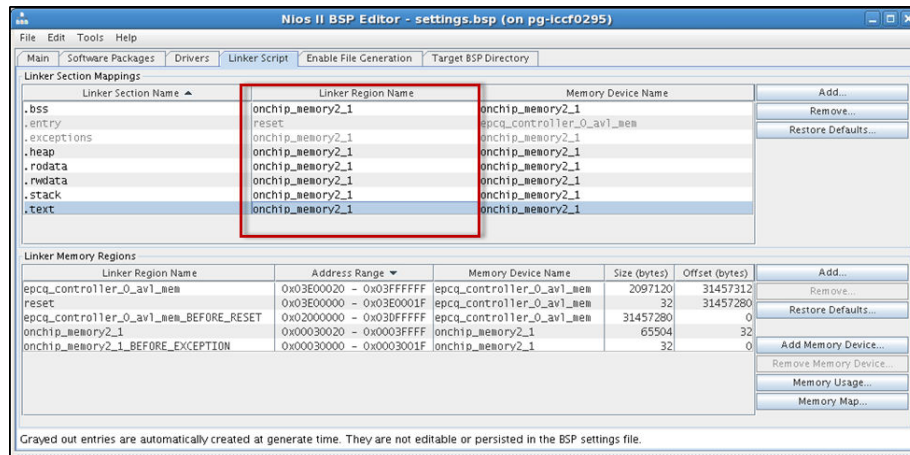 Nios II BSP Editor - settings.bsp (on pg-iccf0295)
File Edit Tools Help
Main Software Packages Drivers Linker Script Enable File Generation Target BSP Directory
Linker Section Mappings
Linker Section Name Linker Region Name Memory Device Name Add...
.bss onchip_memory2_1 onchip_memory2_1 Remove...
.entry reset epcq_controller_0_avl_mem Restore Defaults...
.exceptions onchip_memory2_1 onchip_memory2_1
.heap onchip_memory2_1 onchip_memory2_1
.rodata onchip_memory2_1 onchip_memory2_1
.rwdata onchip_memory2_1 onchip_memory2_1
.stack onchip_memory2_1 onchip_memory2_1
.text onchip_memory2_1 onchip_memory2_1
Linker Memory Regions
Linker Region Name Address Range Memory Device Name Size (bytes) Offset (bytes) Add...
epcq_controller_0_avl_mem 0x03E00020 - 0x03FFFFFF epcq_controller_0_avl_mem 2097120 31457312 Remove...
reset 0x03E00000 - 0x03E0001F epcq_controller_0_avl_mem 32 31457280 Restore Defaults...
epcq_controller_0_avl_mem_BEFORE_RESET 0x02000000 - 0x03DFFFFF epcq_controller_0_avl_mem 31457280 0
onchip_memory2_1 0x00030020 - 0x0003FFFF onchip_memory2_1 65504 32 Add Memory Device...
onchip_memory2_1_BEFORE_EXCEPTION 0x00030000 - 0x0003001F onchip_memory2_1 32 0
Remove Memory Device...
Memory Usage...
Memory Map...
Grayed out entries are automatically created at generate time. They are not editable or persisted in the BSP settings file.